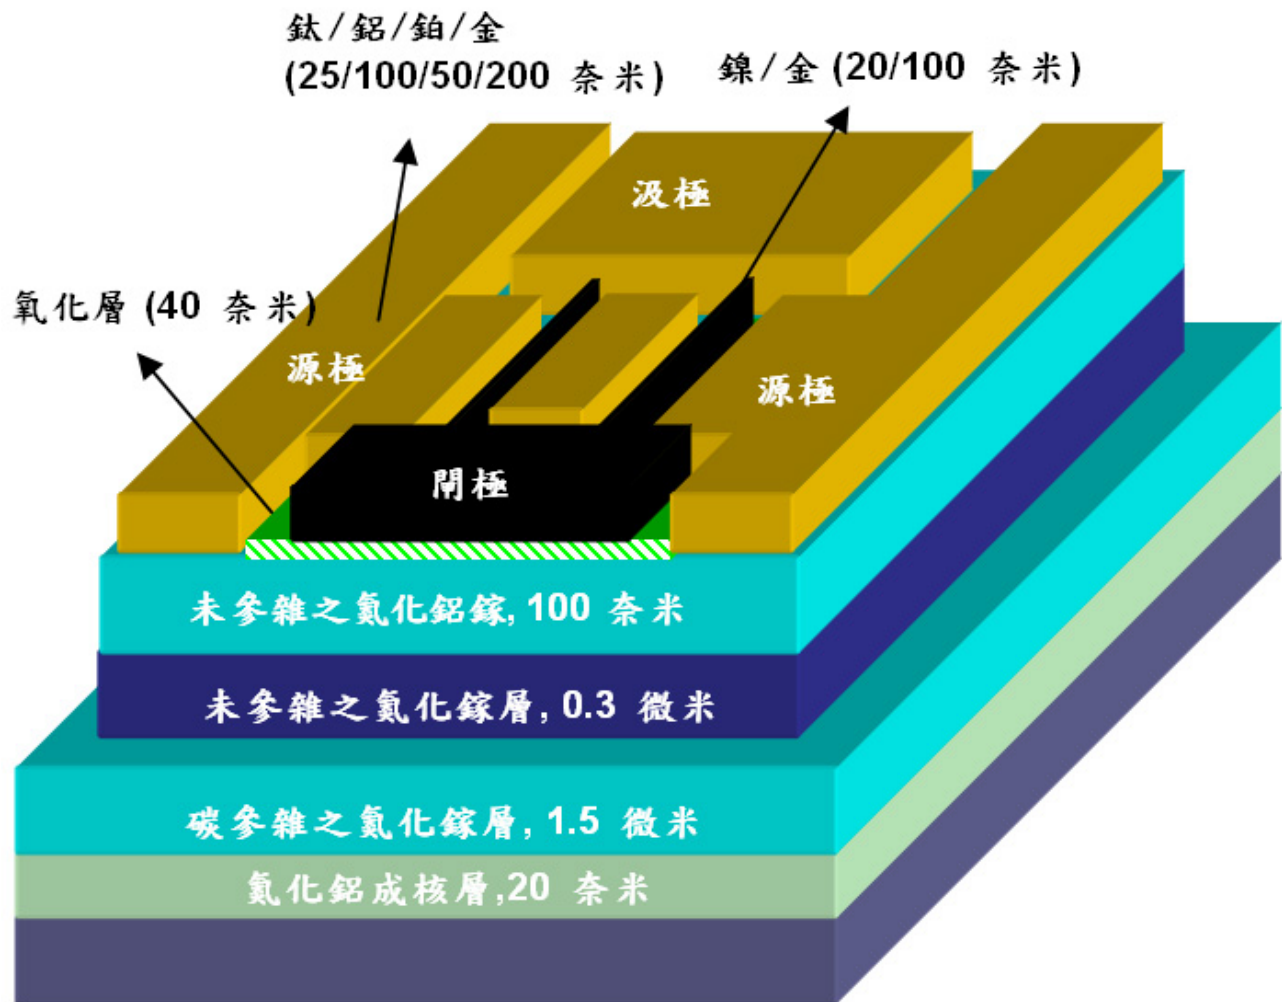 鈦/鋁/鉑/金
(25/100/50/200 奈米)
鎳/金 (20/100 奈米)
汲極
氧化層 (40 奈米)
源極
源極
閘極
未參雜之氮化鋁鎵, 100 奈米
未參雜之氮化鎵層, 0.3 微米
碳參雜之氮化鎵層, 1.5 微米
氮化鋁成核層,20 奈米